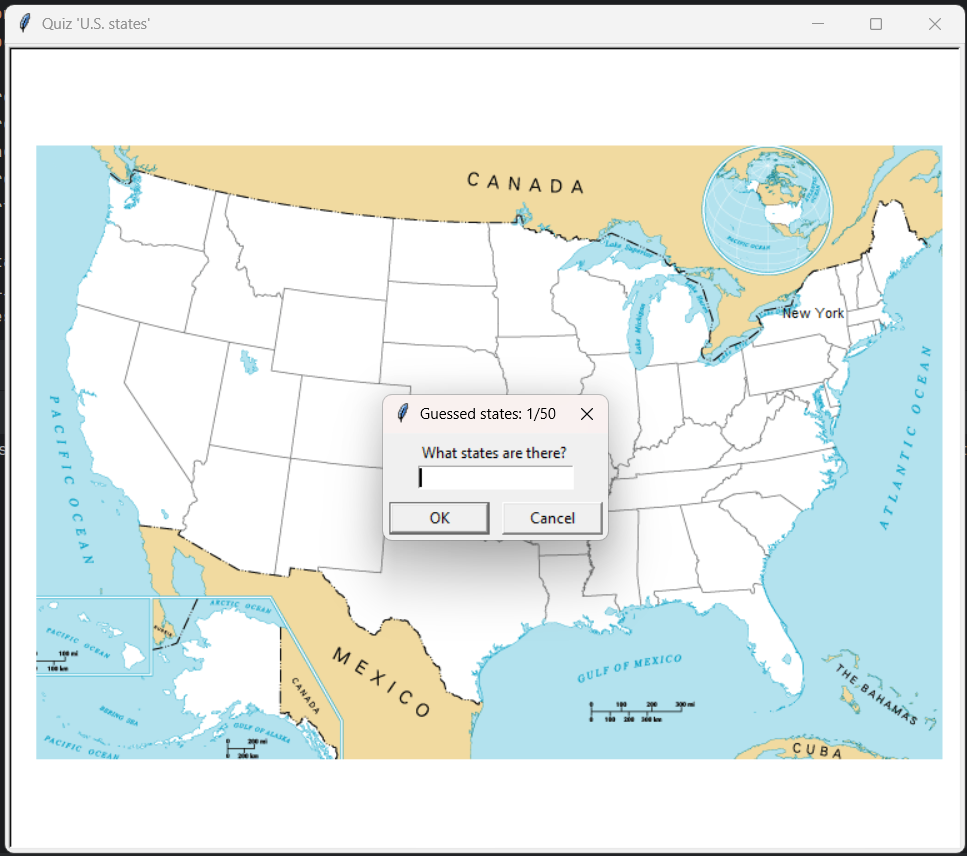 Quiz 'U.S. states'
CANADA
PACIFIC OCEAN
Lake Superior
Lake Michigan
New York
PACIFIC OCEAN
ATLANTIC OCEAN
Guessed states: 1/50
What states are there?
OK
Cancel
ARCTIC OCEAN
PACIFIC OCEAN
RUSSIA
100 mi
100 km
MEXICO
CANADA
GULF OF MEXICO
0 100 200 300 mi
0 100 200 300 km
THE BAHAMAS
BERING SEA
GULF OF ALASKA
PACIFIC OCEAN
0 200 mi
0 200 km
CUBA